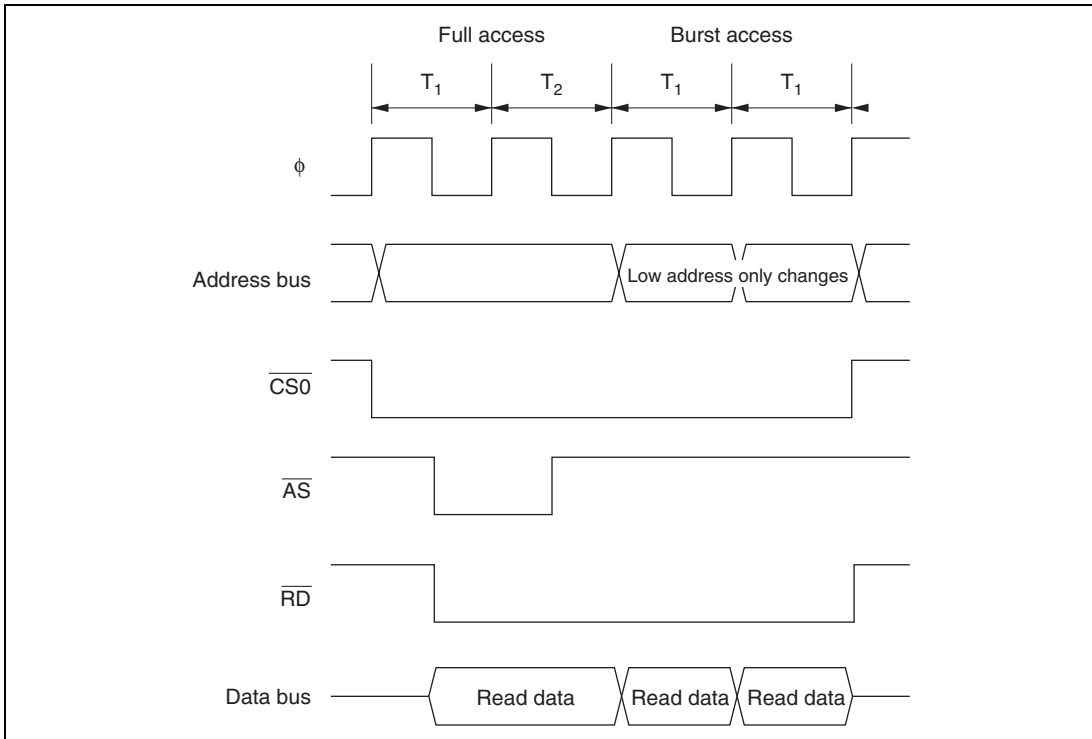 Full access Burst access
T1 T2 T1 T1
ϕ
Address bus Low address only changes
CS0
AS
RD
Data bus Read data Read data Read data